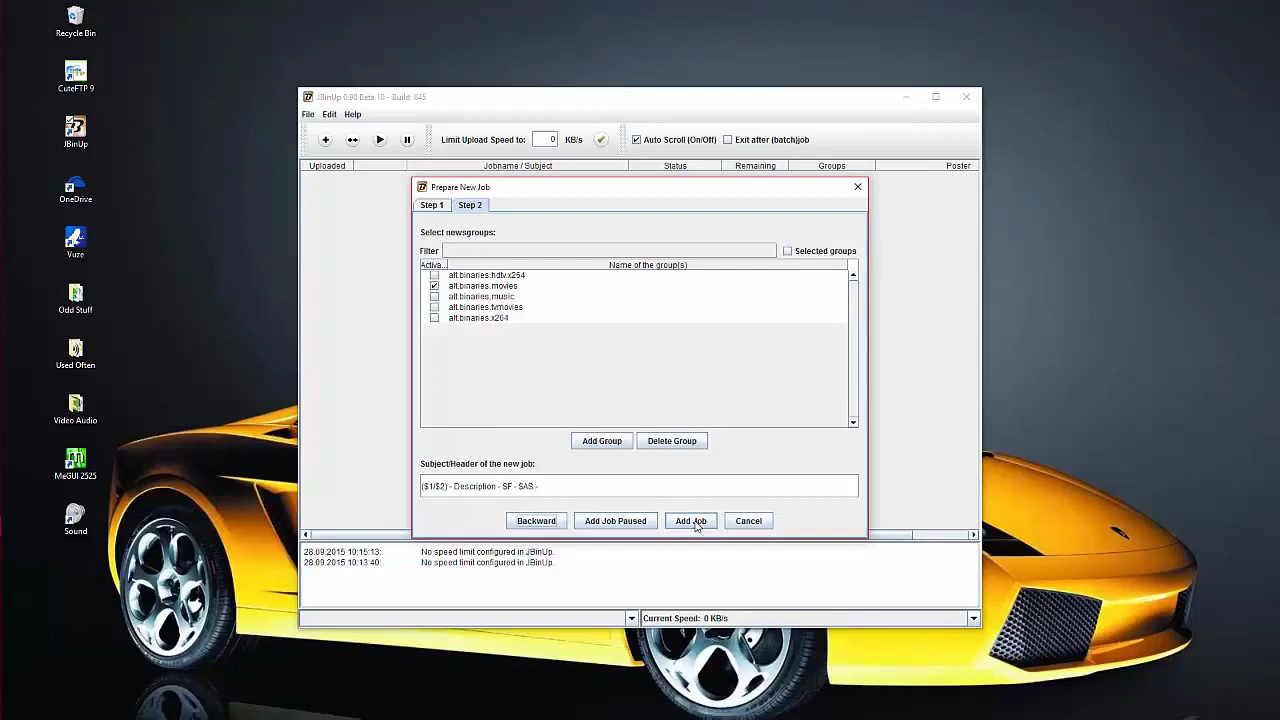 Recycle Bin
CuteFTP 9
JBinUp
OneDrive
Vuze
Odd Stuff
Used Often
Video Audio
MeGUI 2525
Sound
JBinUp 0.90 Beta 10 - Build: 845
File Edit Help
Limit Upload Speed to: 0 KB/s Auto Scroll (On/Off) Exit after (batch)job
Uploaded Jobname / Subject Status Remaining Groups Poster
Prepare New Job
Step 1 Step 2
Select newsgroups:
Filter Selected groups
Activa... Name of the group(s)
alt.binaries.hdtv.x264
alt.binaries.movies
alt.binaries.music
alt.binaries.tvmovies
alt.binaries.x264
Add Group Delete Group
Subject/Header of the new job:
($1/$2) - Description - $F - $AS -
Backward Add Job Paused Add Job Cancel
28.09.2015 10:15:13: No speed limit configured in JBinUp.
28.09.2015 10:13:40: No speed limit configured in JBinUp.
Current Speed: 0 KB/s